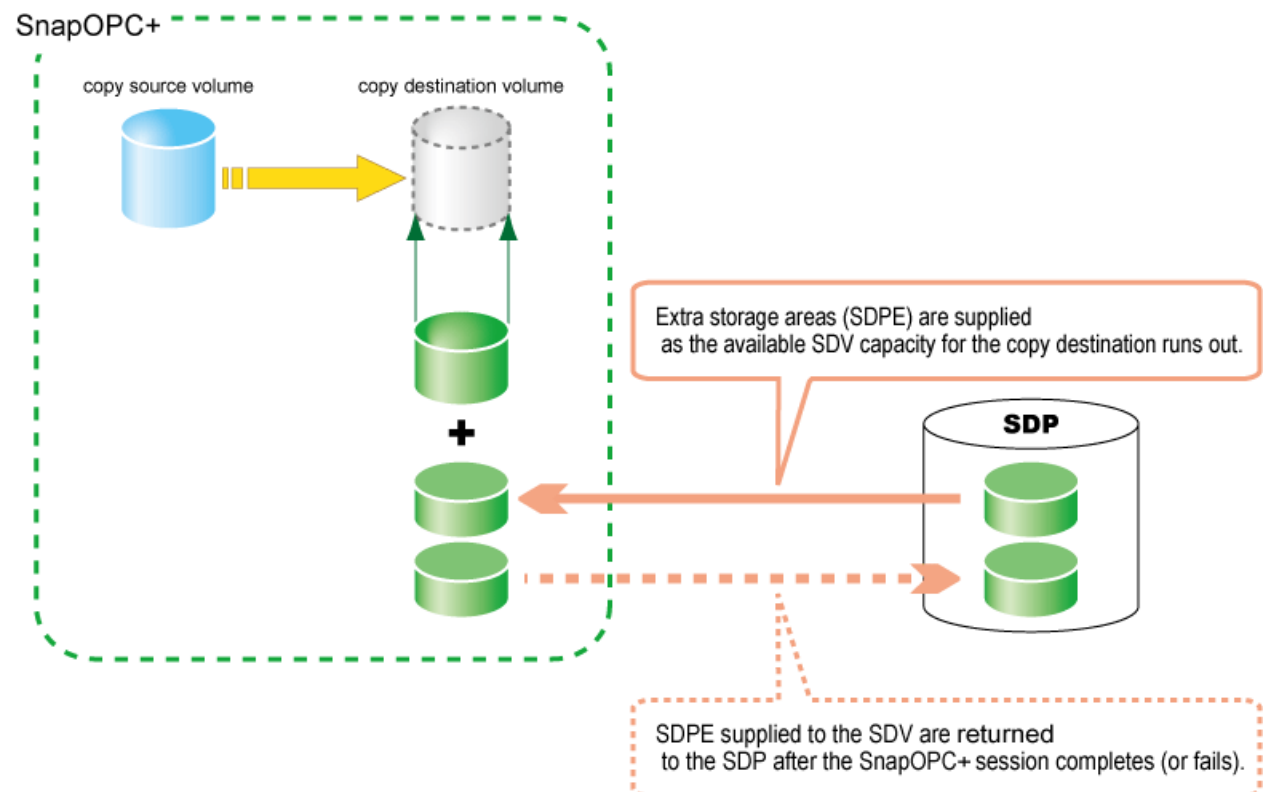 SnapOPC+
copy source volume
copy destination volume
Extra storage areas (SDPE) are supplied
as the available SDV capacity for the copy destination runs out.
+
SDP
SDPE supplied to the SDV are returned
to the SDP after the SnapOPC+ session completes (or fails).